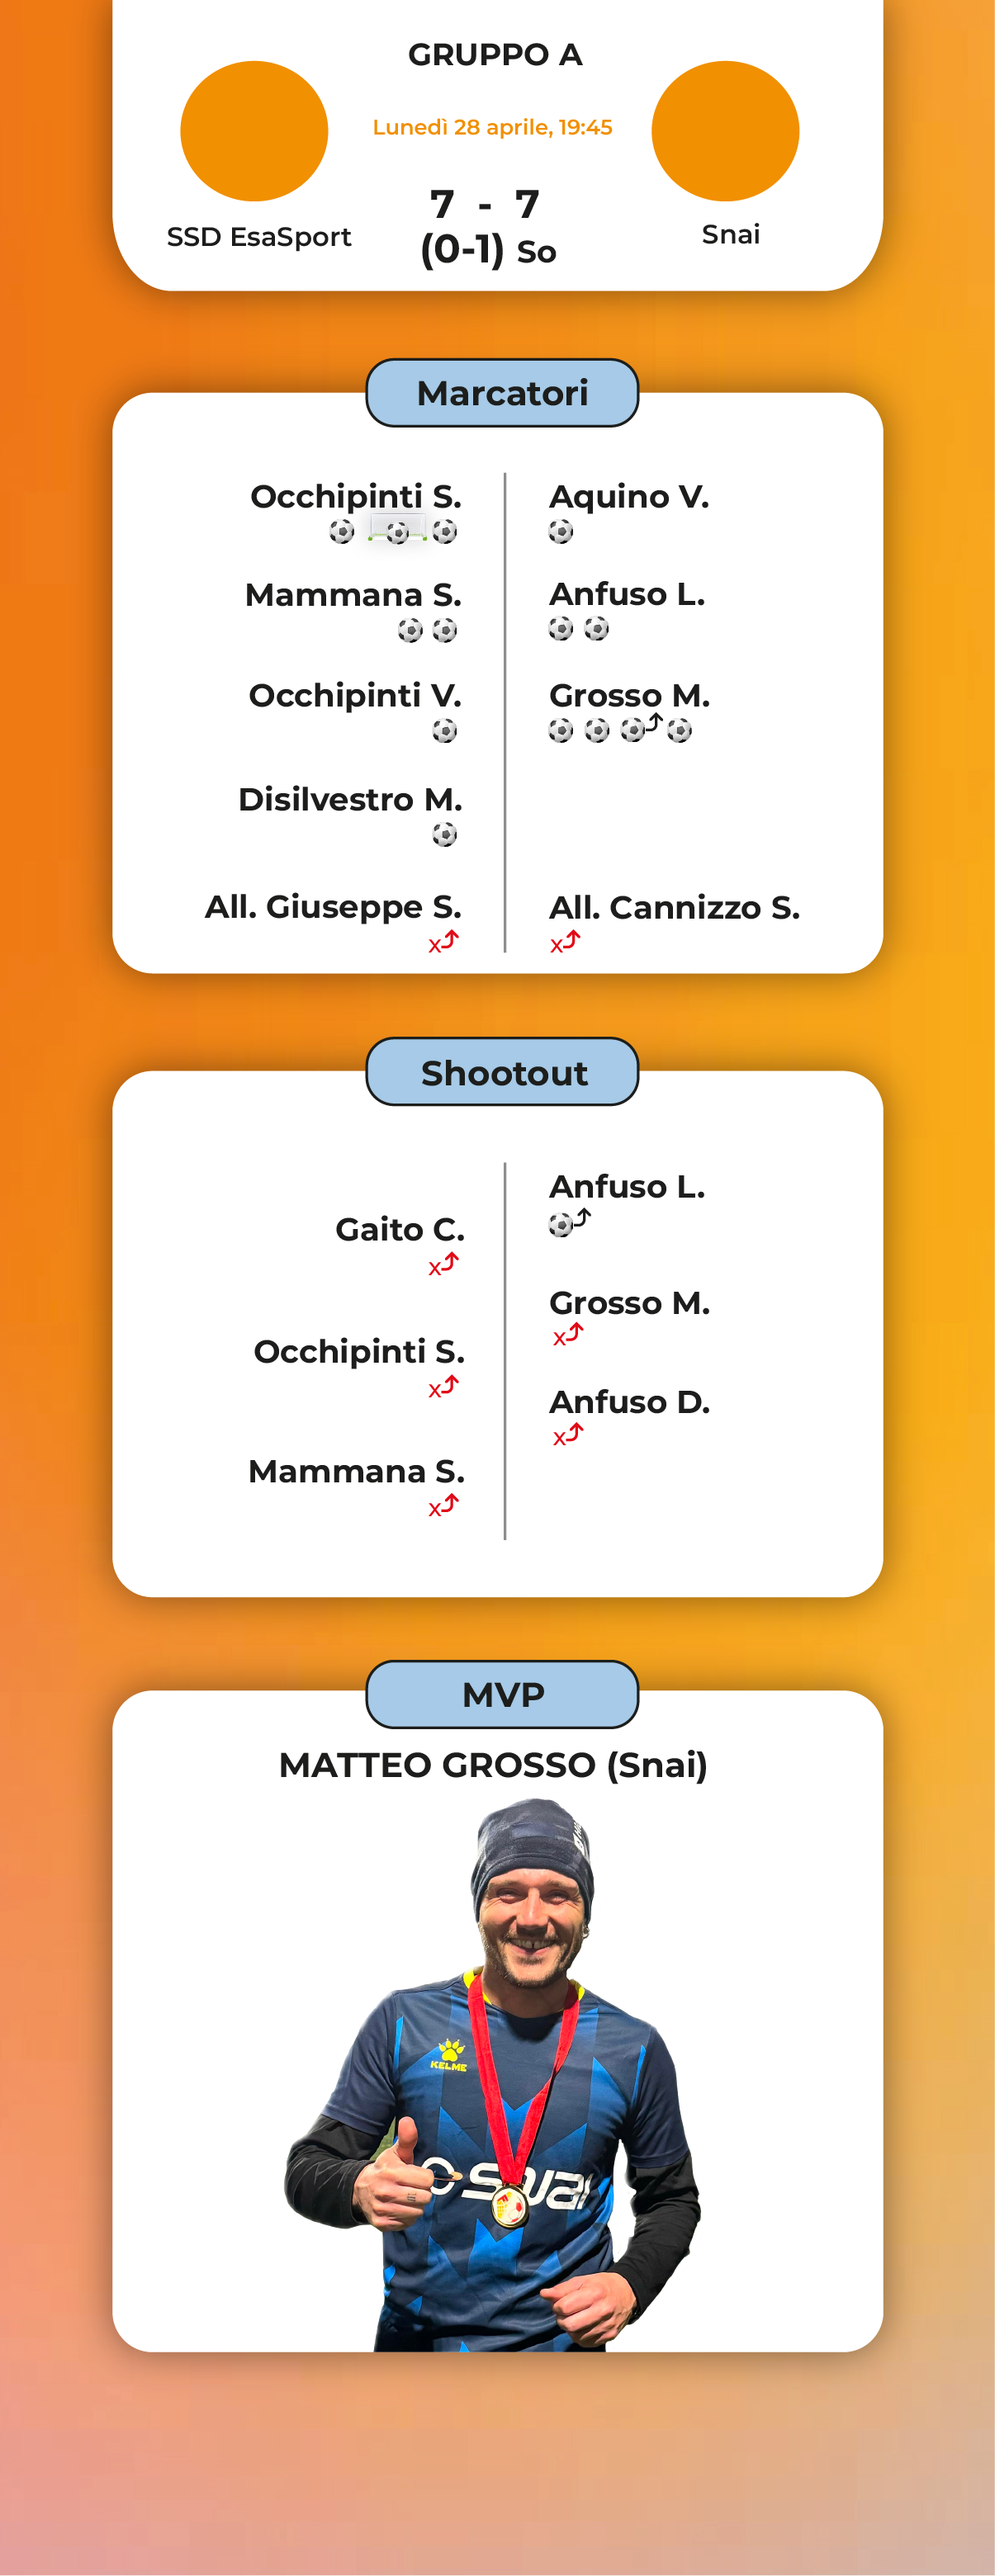 GRUPPO A
Lunedì 28 aprile, 19:45
7 - 7
(0-1) So
SSD EsaSport
Snai
Marcatori
Occhipinti S.
Mammana S.
Occhipinti V.
Disilvestro M.
All. Giuseppe S.
x
Aquino V.
Anfuso L.
Grosso M.
All. Cannizzo S.
x
Shootout
Gaito C.
x
Occhipinti S.
x
Mammana S.
x
Anfuso L.
Grosso M.
x
Anfuso D.
x
MVP
MATTEO GROSSO (Snai)
KELME
snai